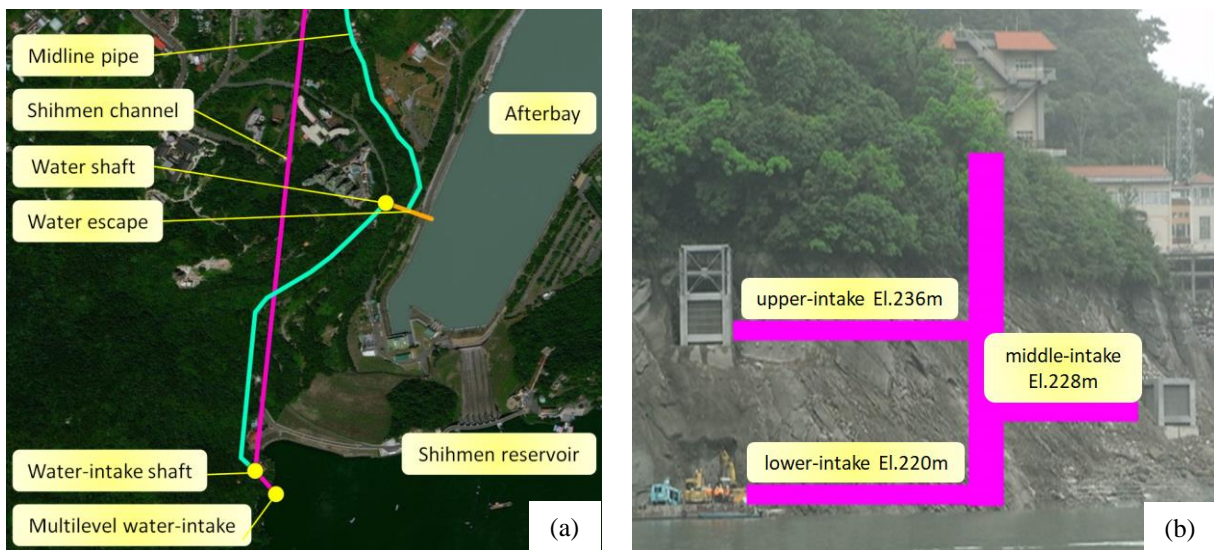 Midline pipe
Shihmen channel
Afterbay
Water shaft
Water escape
Water-intake shaft
Shihmen reservoir
Multilevel water-intake
(a)
upper-intake El.236m
middle-intake
El.228m
lower-intake El.220m
(b)